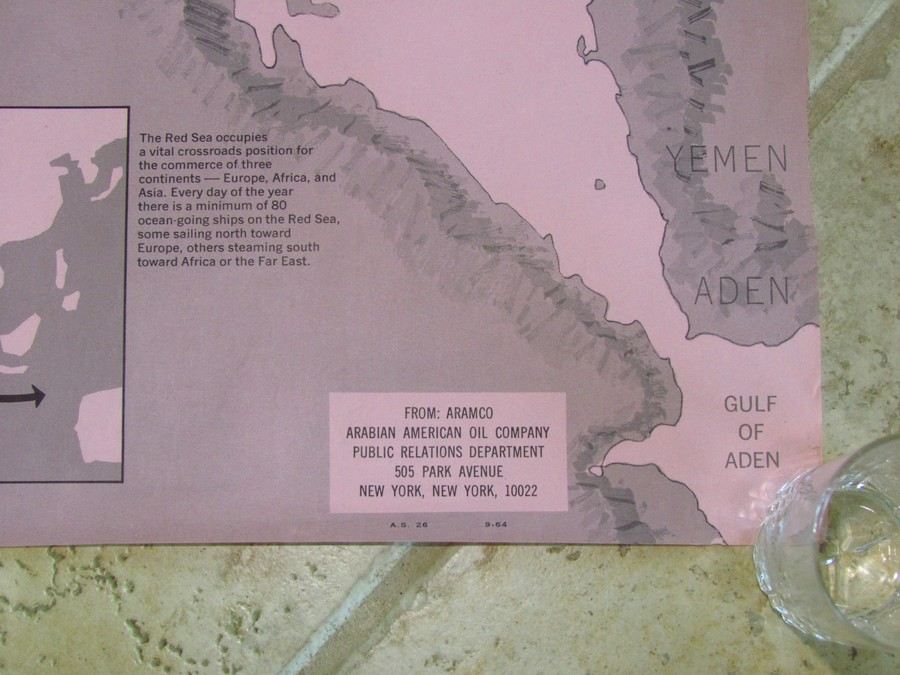 The Red Sea occupies
a vital crossroads position for
the commerce of three
continents — Europe, Africa, and
Asia. Every day of the year
there is a minimum of 80
ocean-going ships on the Red Sea,
some sailing north toward
Europe, others steaming south
toward Africa or the Far East.
YEMEN
ADEN
GULF
OF
ADEN
FROM: ARAMCO
ARABIAN AMERICAN OIL COMPANY
PUBLIC RELATIONS DEPARTMENT
505 PARK AVENUE
NEW YORK, NEW YORK, 10022
A.S. 26 9-64